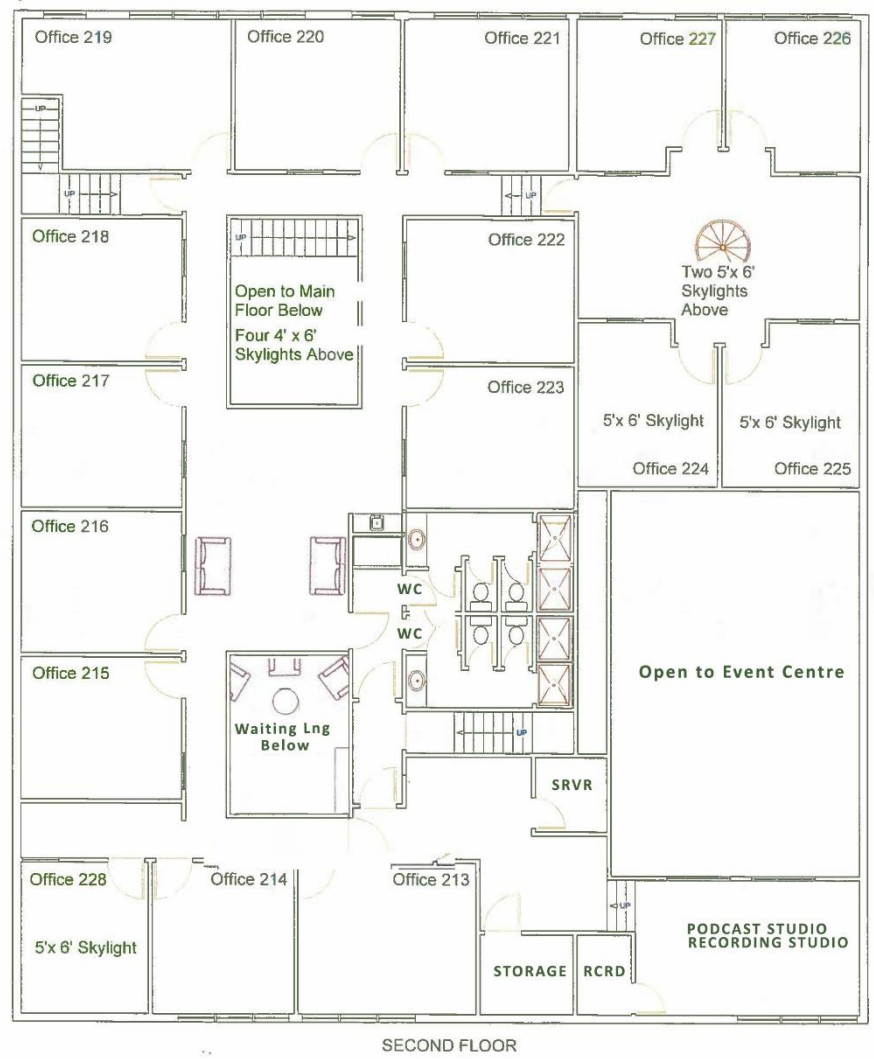 Office 219
Office 220
Office 221
Office 227
Office 226
UP
UP
UP
Office 218
UP
Office 222
Open to Main
Floor Below
Four 4' x 6'
Skylights Above
Two 5'x 6'
Skylights
Above
Office 217
Office 223
5'x 6' Skylight
5'x 6' Skylight
Office 224
Office 225
Office 216
WC
WC
Office 215
Open to Event Centre
Waiting Lng
Below
UP
SRVR
Office 228
Office 214
Office 213
UP
5'x 6' Skylight
STORAGE
RCRD
PODCAST STUDIO
RECORDING STUDIO
SECOND FLOOR